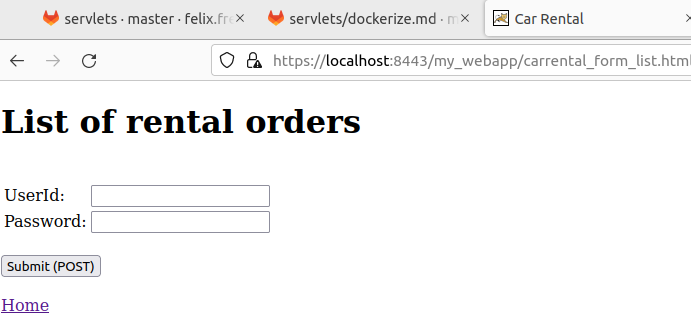 servlets · master · felix.fre
servlets/dockerize.md · m
Car Rental
https://localhost:8443/my_webapp/carrental_form_list.html
List of rental orders
UserId:
Password:
Submit (POST)
Home